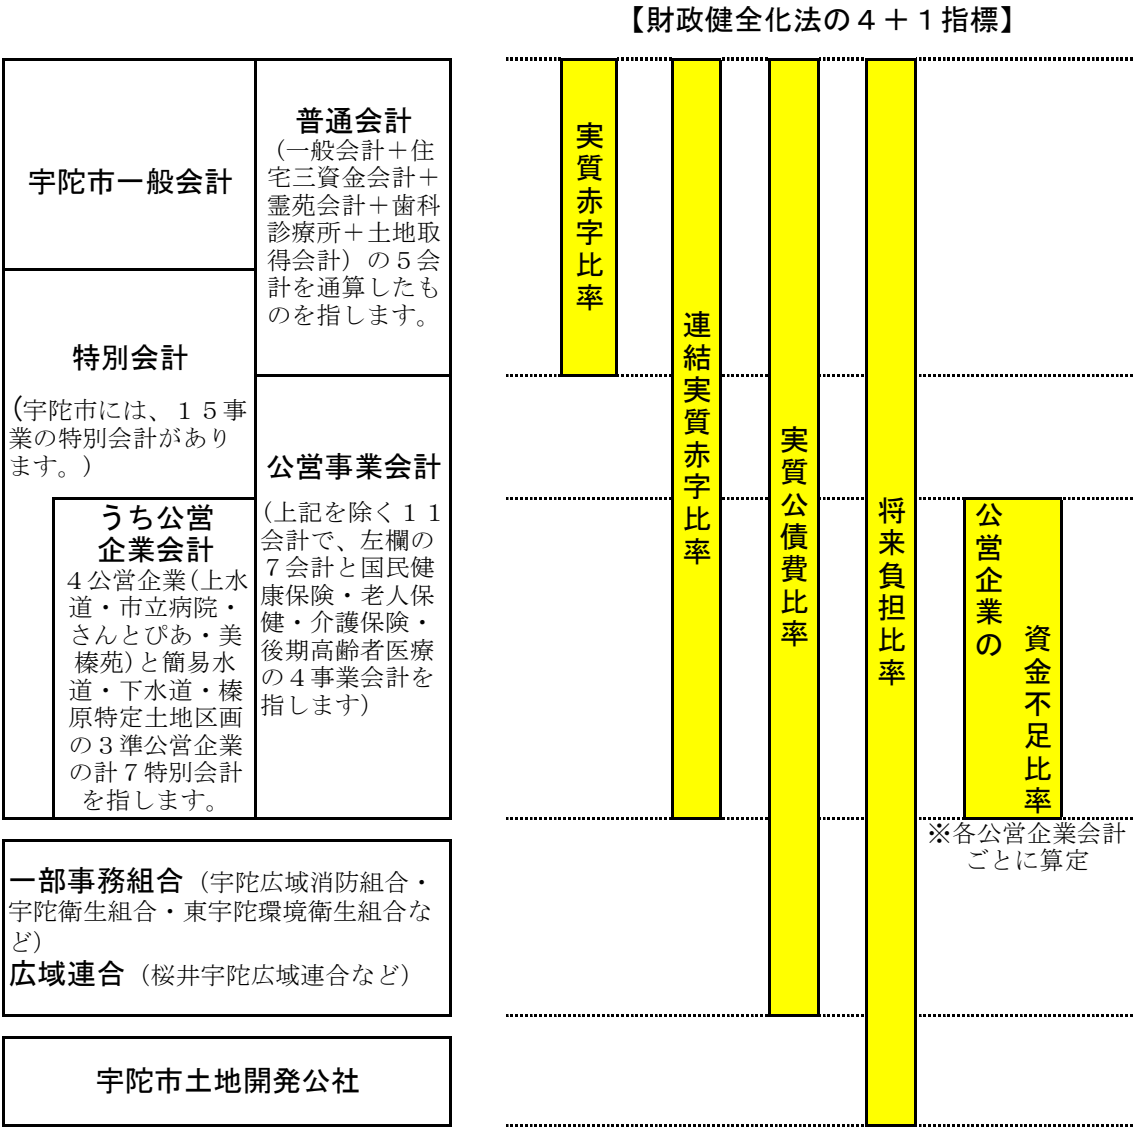 【財政健全化法の４＋１指標】
宇陀市一般会計
普通会計
（一般会計＋住
宅三資金会計＋
霊苑会計＋歯科
診療所＋土地取
得会計）の５会
計を通算したも
のを指します。
特別会計
(宇陀市には、１５事
業の特別会計があり
ます。）
うち公営
企業会計
４公営企業(上水
道・市立病院・
さんとぴあ・美
榛苑)と簡易水
道・下水道・榛
原特定土地区画
の３準公営企業
の計７特別会計
を指します。
公営事業会計
(上記を除く１１
会計で、左欄の
７会計と国民健
康保険・老人保
健・介護保険・
後期高齢者医療
の４事業会計を
指します)
一部事務組合（宇陀広域消防組合・
宇陀衛生組合・東宇陀環境衛生組合な
ど）
広域連合（桜井宇陀広域連合など）
宇陀市土地開発公社
実質赤字比率
連結実質赤字比率
実質公債費比率
将来負担比率
公営企業の
資金不足比率
※各公営企業会計
ごとに算定